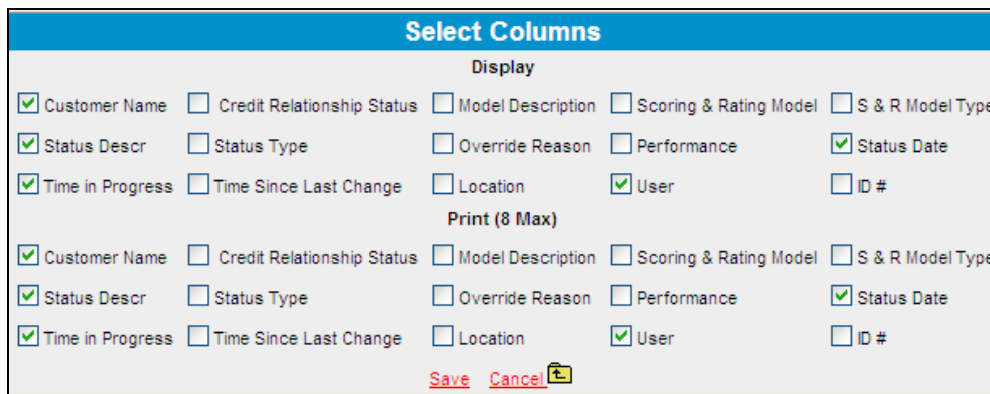 Select Columns
Display
Customer Name Credit Relationship Status Model Description Scoring & Rating Model S & R Model Type
Status Descr Status Type Override Reason Performance Status Date
Time in Progress Time Since Last Change Location User ID #
Print (8 Max)
Customer Name Credit Relationship Status Model Description Scoring & Rating Model S & R Model Type
Status Descr Status Type Override Reason Performance Status Date
Time in Progress Time Since Last Change Location User ID #
Save Cancel